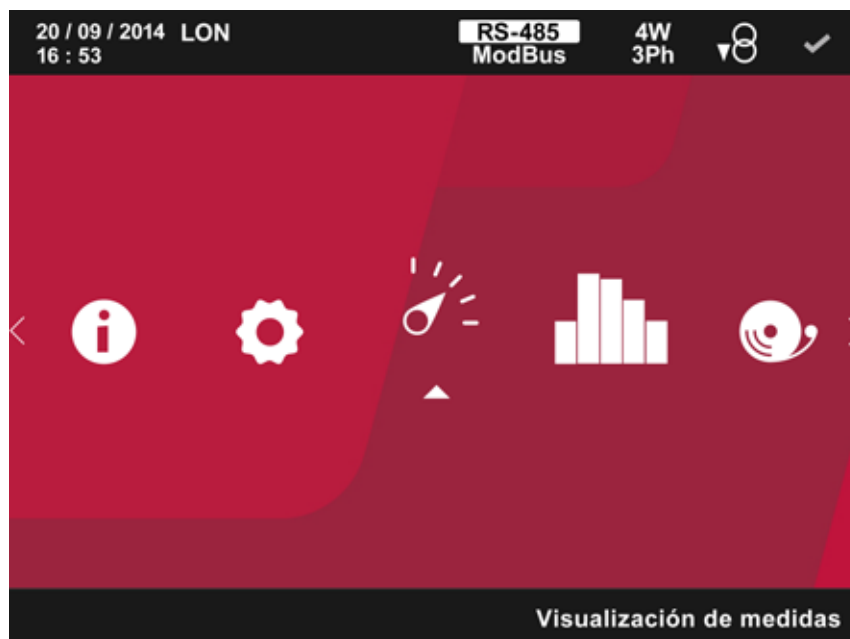 20 / 09 / 2014 LON
16 : 53
RS-485
ModBus
4W
3Ph
Visualización de medidas